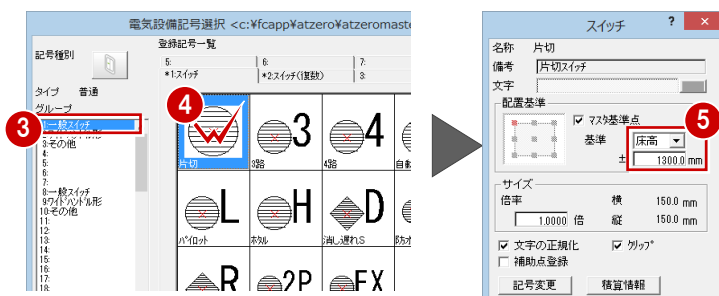 電気設備記号選択 <c:¥fcapp¥atzero¥atzeromaste
記号種別
登録記号一覧
5: 6: 7:
*1:スイッチ *2:スイッチ(複数) 3:
タイプ 普通
グループ
1:一般スイッチ
3:その他
4:
5:
6:
7:
8:一般スイッチ
9:ワイドハンドル形
10:その他
11:
12:
13:
14:
15:
16:
17:
18:
3
4
片切
3
3路
4
4路
自動
L
パイロット
H
ホタル
D
消し遅れS
防水
R
2P
EX
スイッチ ? ×
名称 片切
備考 片切スイッチ
文字
配置基準
マスタ基準点
基準 床高
± 1300.0 mm
5
サイズ
倍率 横 150.0 mm
1.0000 倍 縦 150.0 mm
文字の正規化 クリップ
補助点登録
記号変更 積算情報